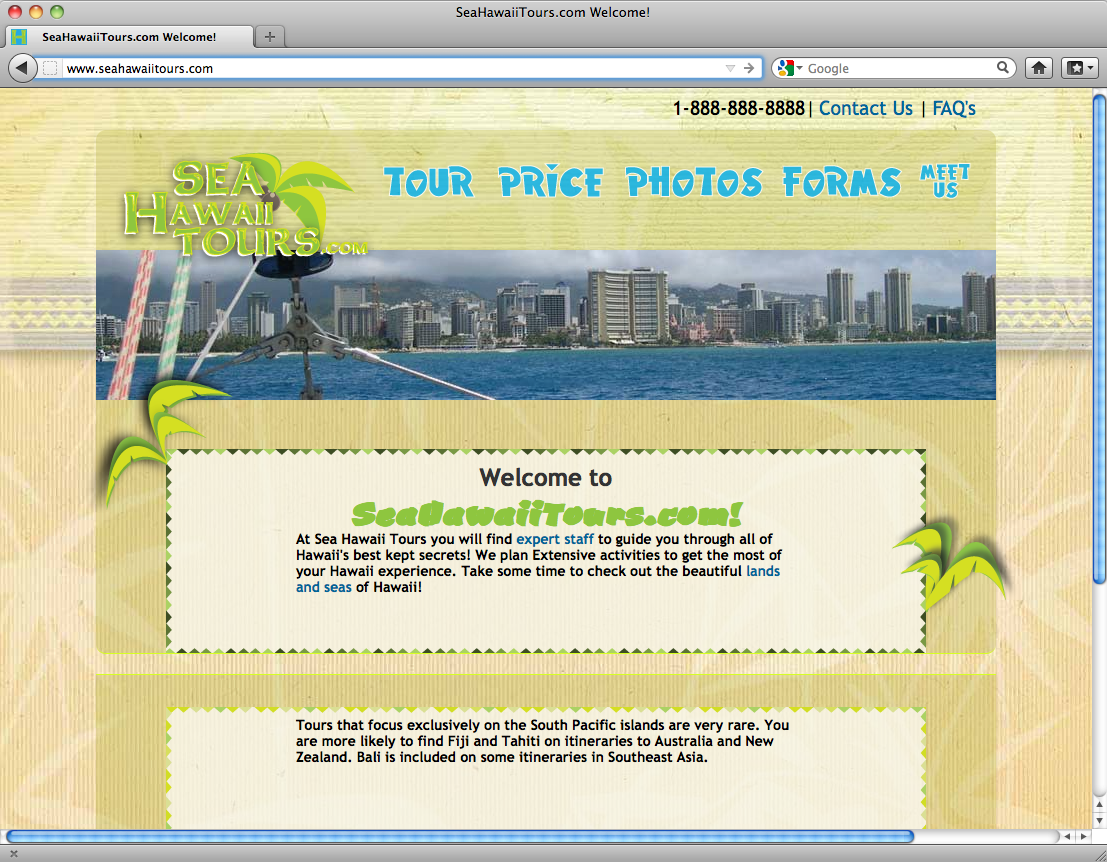 SeaHawaiiTours.com Welcome!
SeaHawaiiTours.com Welcome!
www.seahawaiitours.com
Google
1-888-888-8888 | Contact Us | FAQ's
SEA
HAWAII
TOURS.COM
TOUR PRICE PHOTOS FORMS MEET US
Welcome to
SeaHawaiiTours.com!
At Sea Hawaii Tours you will find expert staff to guide you through all of
Hawaii's best kept secrets! We plan Extensive activities to get the most of
your Hawaii experience. Take some time to check out the beautiful lands
and seas of Hawaii!
Tours that focus exclusively on the South Pacific islands are very rare. You
are more likely to find Fiji and Tahiti on itineraries to Australia and New
Zealand. Bali is included on some itineraries in Southeast Asia.